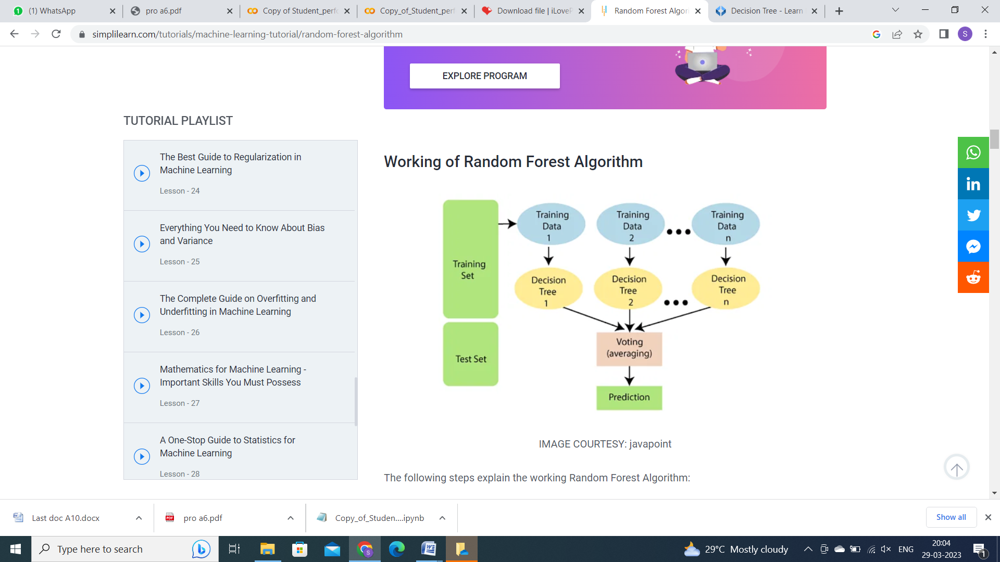 (1) WhatsApp
pro a6.pdf
Copy of Student_perfo
Copy_of_Student_perf
Download file | iLoveP
Random Forest Algori
Decision Tree - Learn
simplilearn.com/tutorials/machine-learning-tutorial/random-forest-algorithm
S
EXPLORE PROGRAM
TUTORIAL PLAYLIST
The Best Guide to Regularization in
Machine Learning
Lesson - 24
Everything You Need to Know About Bias
and Variance
Lesson - 25
The Complete Guide on Overfitting and
Underfitting in Machine Learning
Lesson - 26
Mathematics for Machine Learning -
Important Skills You Must Possess
Lesson - 27
A One-Stop Guide to Statistics for
Machine Learning
Lesson - 28
Working of Random Forest Algorithm
Training
Set
Test Set
Training
Data
1
Training
Data
2
Training
Data
n
Decision
Tree
1
Decision
Tree
2
Decision
Tree
n
Voting
(averaging)
Prediction
IMAGE COURTESY: javapoint
The following steps explain the working Random Forest Algorithm:
Last doc A10.docx
pro a6.pdf
Copy_of_Studen....ipynb
Show all
Type here to search
29°C Mostly cloudy
ENG
20:04
29-03-2023
1